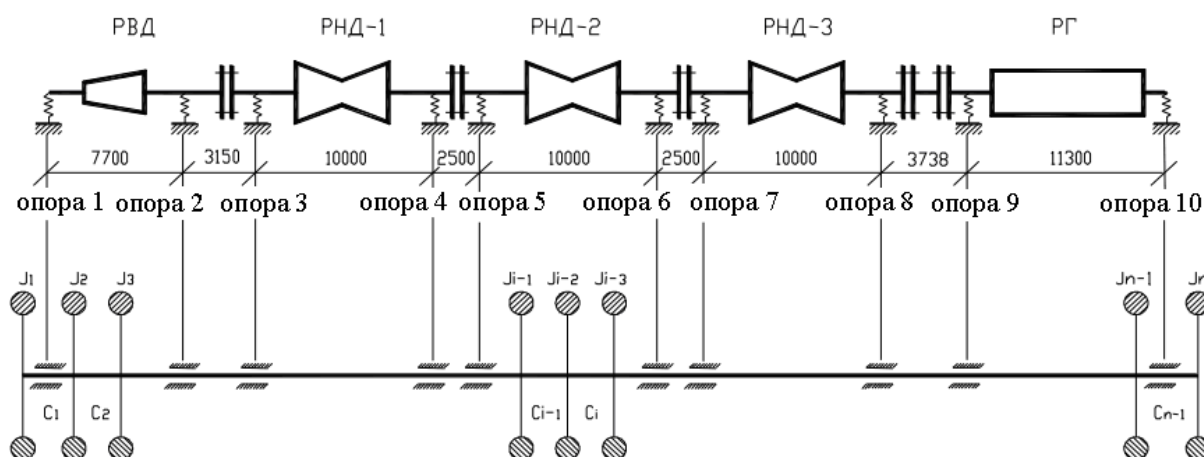 РВД РНД-1 РНД-2 РНД-3 РГ
7700 3150 10000 2500 10000 2500 10000 3738 11300
опора 1 опора 2 опора 3 опора 4 опора 5 опора 6 опора 7 опора 8 опора 9 опора 10
J1 J2 J3 Ji-1 Ji-2 Ji-3 Jn-1 Jn
C1 C2 Ci-1 Ci Cn-1